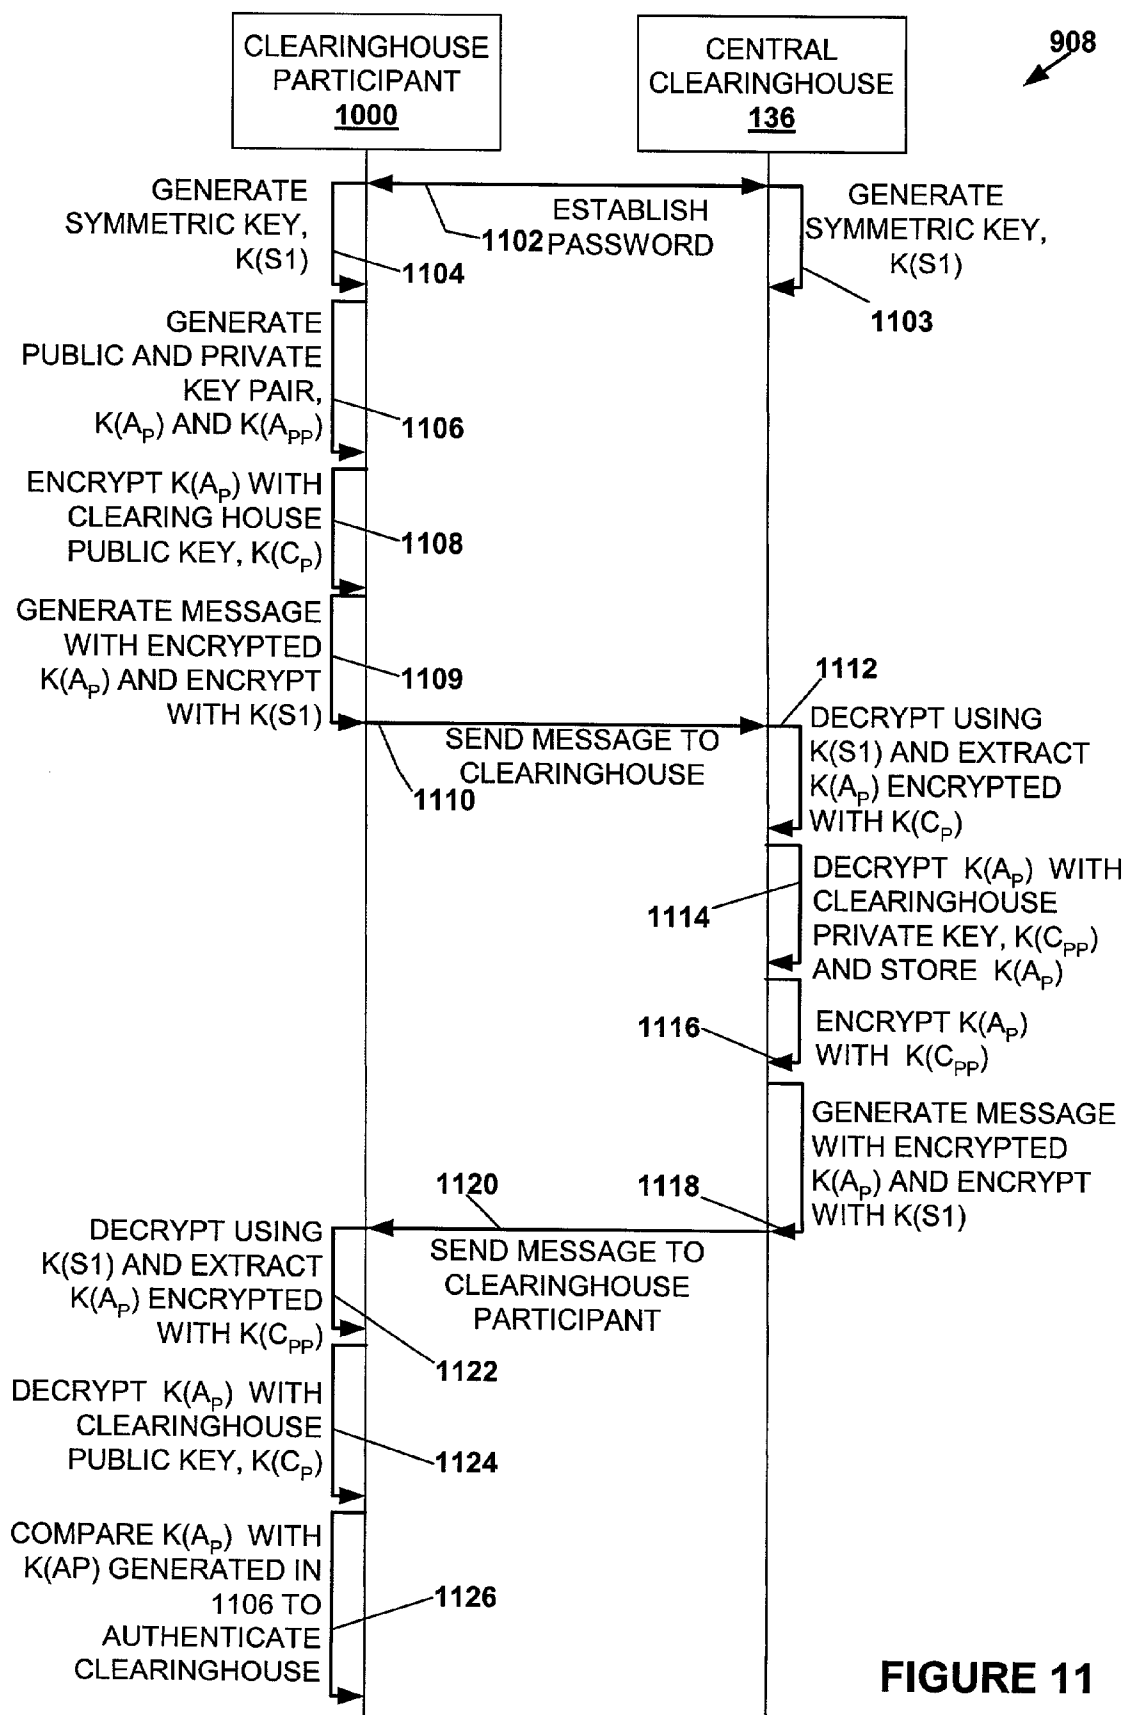 CLEARINGHOUSE
PARTICIPANT
1000
CENTRAL
CLEARINGHOUSE
136
908
GENERATE
SYMMETRIC KEY,
K(S1)
1104
ESTABLISH
PASSWORD
1102
GENERATE
SYMMETRIC KEY,
K(S1)
1103
GENERATE
PUBLIC AND PRIVATE
KEY PAIR,
K(AP) AND K(APP)
1106
ENCRYPT K(AP) WITH
CLEARING HOUSE
PUBLIC KEY, K(CP)
1108
GENERATE MESSAGE
WITH ENCRYPTED
K(AP) AND ENCRYPT
WITH K(S1)
1109
SEND MESSAGE TO
CLEARINGHOUSE
1110
1112
DECRYPT USING
K(S1) AND EXTRACT
K(AP) ENCRYPTED
WITH K(CP)
1114
DECRYPT K(AP) WITH
CLEARINGHOUSE
PRIVATE KEY, K(CPP)
AND STORE K(AP)
1116
ENCRYPT K(AP)
WITH K(CPP)
GENERATE MESSAGE
WITH ENCRYPTED
K(AP) AND ENCRYPT
WITH K(S1)
1118
1120
SEND MESSAGE TO
CLEARINGHOUSE
PARTICIPANT
DECRYPT USING
K(S1) AND EXTRACT
K(AP) ENCRYPTED
WITH K(CPP)
1122
DECRYPT K(AP) WITH
CLEARINGHOUSE
PUBLIC KEY, K(CP)
1124
COMPARE K(AP) WITH
K(AP) GENERATED IN
1106 TO
AUTHENTICATE
CLEARINGHOUSE
1126
FIGURE 11